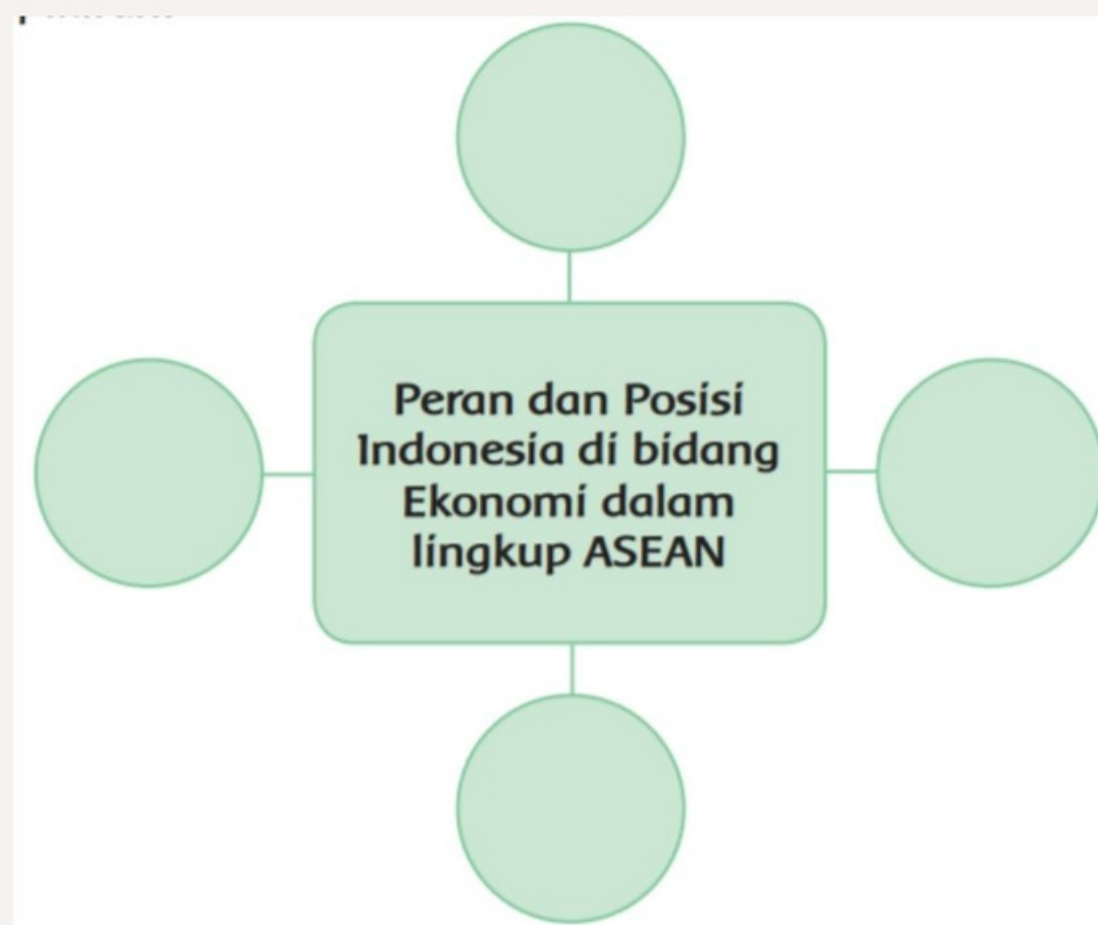 Peran dan Posisi
Indonesia di bidang
Ekonomi dalam
lingkup ASEAN